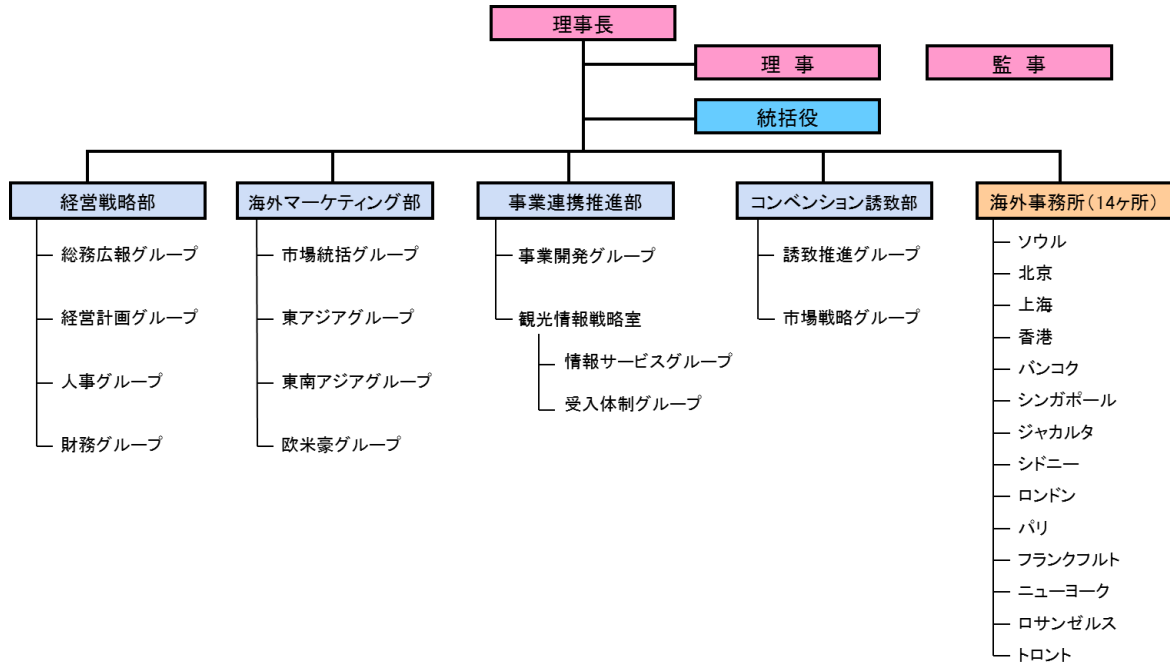 理事長
理 事
監 事
統括役
経営戦略部
総務広報グループ
経営計画グループ
人事グループ
財務グループ
海外マーケティング部
市場統括グループ
東アジアグループ
東南アジアグループ
欧米豪グループ
事業連携推進部
事業開発グループ
観光情報戦略室
情報サービスグループ
受入体制グループ
コンベンション誘致部
誘致推進グループ
市場戦略グループ
海外事務所(14ヶ所)
ソウル
北京
上海
香港
バンコク
シンガポール
ジャカルタ
シドニー
ロンドン
パリ
フランクフルト
ニューヨーク
ロサンゼルス
トロント